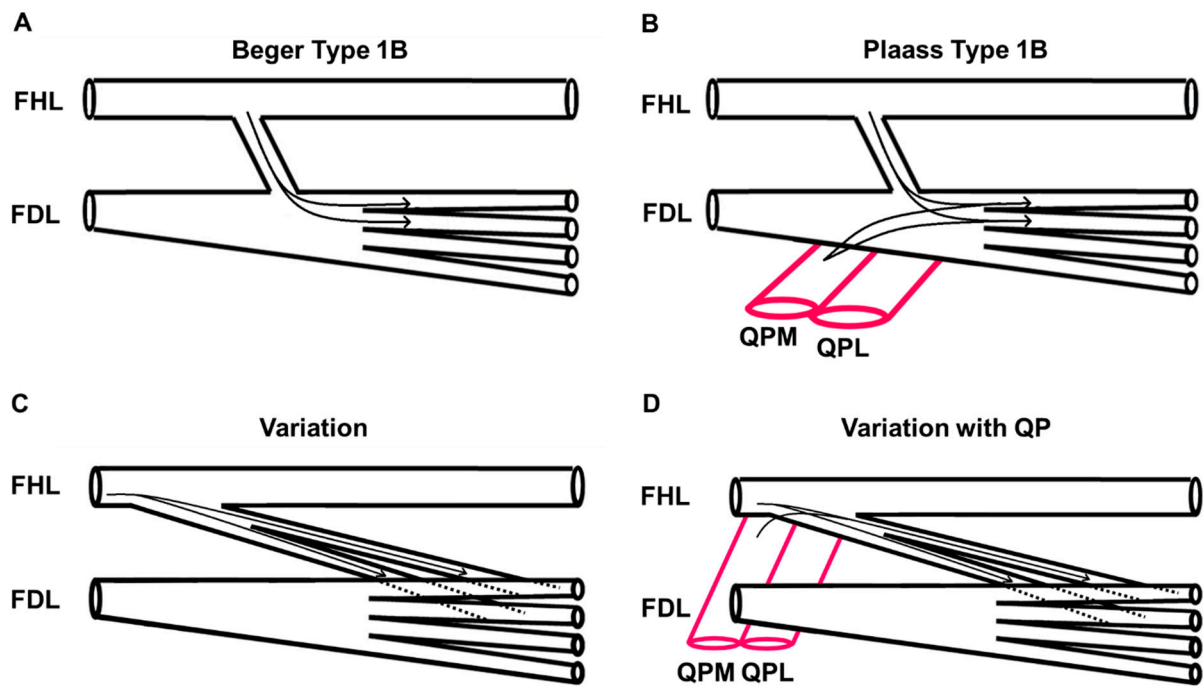 A
Beger Type 1B
FHL
FDL
B
Plaass Type 1B
FHL
FDL
QPM
QPL
C
Variation
FHL
FDL
D
Variation with QP
FHL
FDL
QPM QPL